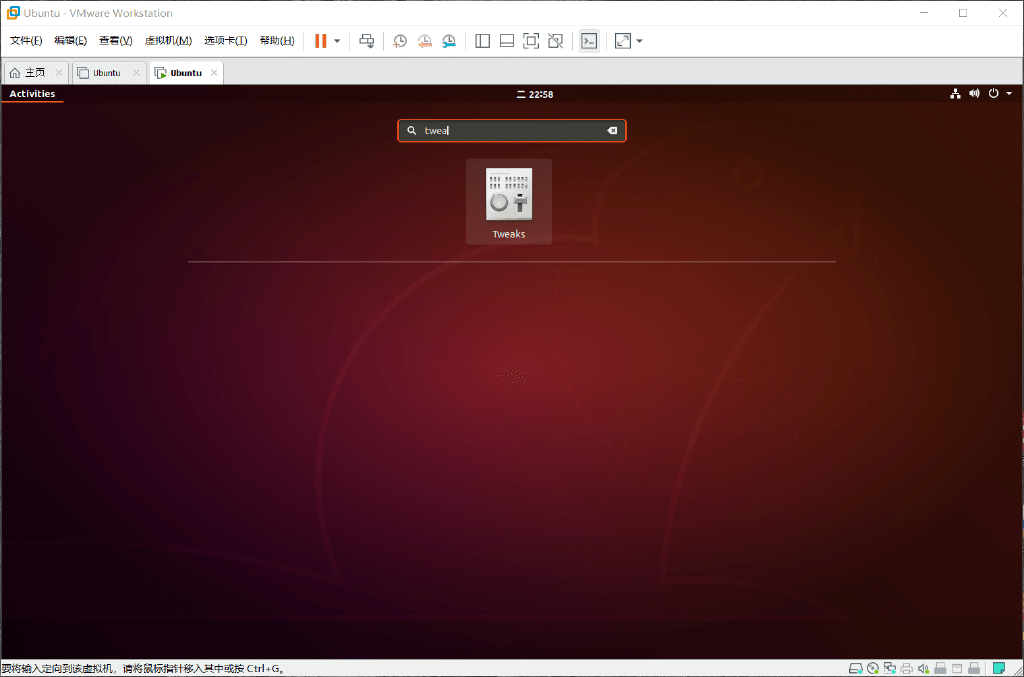 Ubuntu - VMware Workstation
文件(F) 编辑(E) 查看(V) 虚拟机(M) 选项卡(T) 帮助(H)
主页 Ubuntu Ubuntu
Activities 二 22:58
twea
Tweaks
要将输入定向到该虚拟机，请将鼠标指针移入其中或按 Ctrl+G。